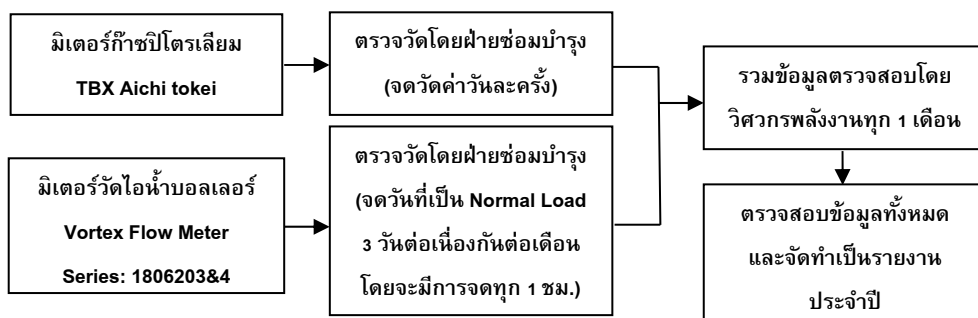 มิเตอร์ก๊าซปิโตรเลียม
TBX Aichi tokei
ตรวจวัดโดยฝ่ายซ่อมบำรุง
(จดวัดค่าวันละครั้ง)
รวมข้อมูลตรวจสอบโดย
วิศวกรพลังงานทุก 1 เดือน
มิเตอร์วัดไอน้ำบอลเลอร์
Vortex Flow Meter
Series: 1806203&4
ตรวจวัดโดยฝ่ายซ่อมบำรุง
(จดวันที่เป็น Normal Load
3 วันต่อเนื่องกันต่อเดือน
โดยจะมีการจดทุก 1 ชม.)
ตรวจสอบข้อมูลทั้งหมด
และจัดทำเป็นรายงาน
ประจำปี